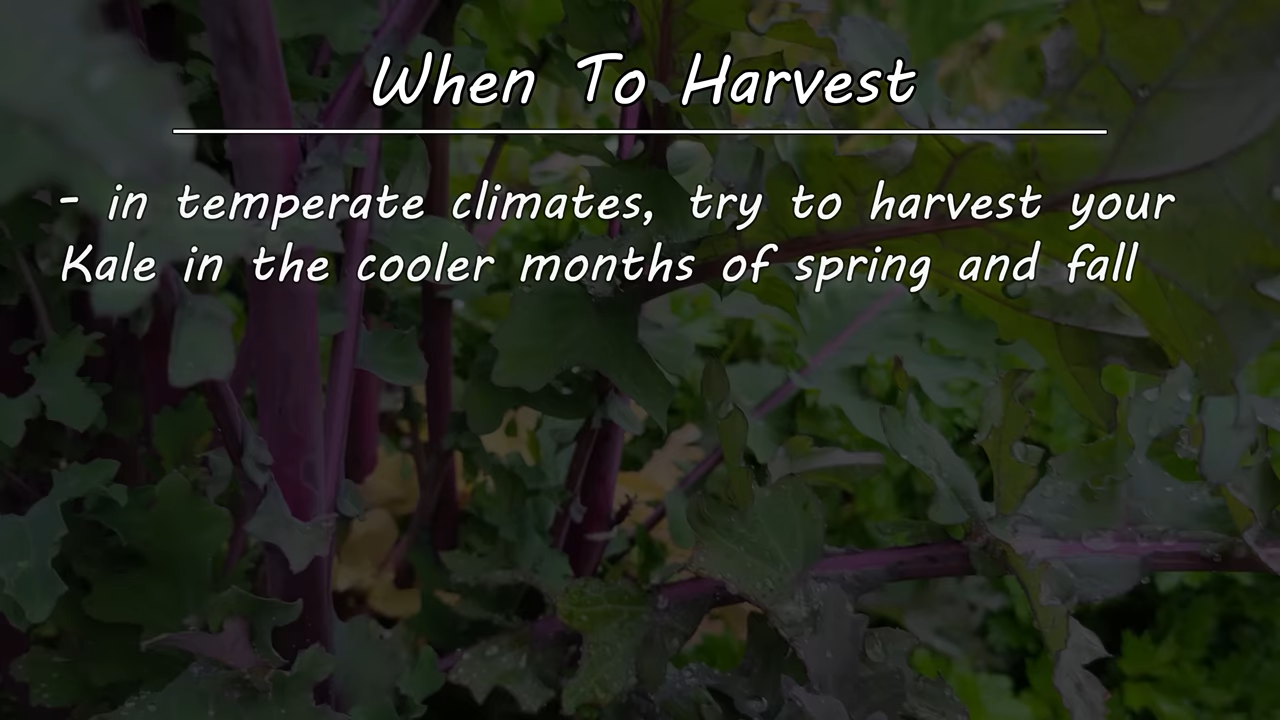 When To Harvest
- in temperate climates, try to harvest your
Kale in the cooler months of spring and fall